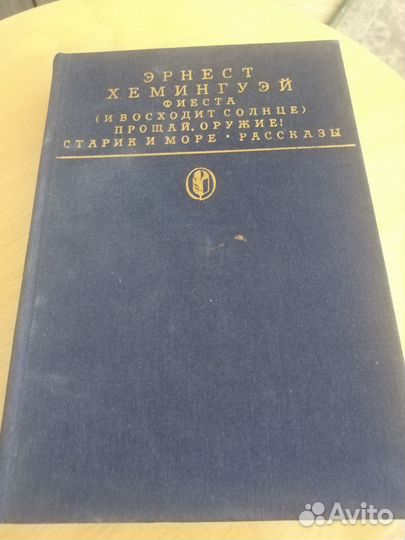 ЭРНЕСТ
ХЕМИНГУЭЙ
ФИЕСТА
(И ВОСХОДИТ СОЛНЦЕ)
ПРОЩАЙ, ОРУЖИЕ!
СТАРИК И МОРЕ · РАССКАЗЫ
Avito